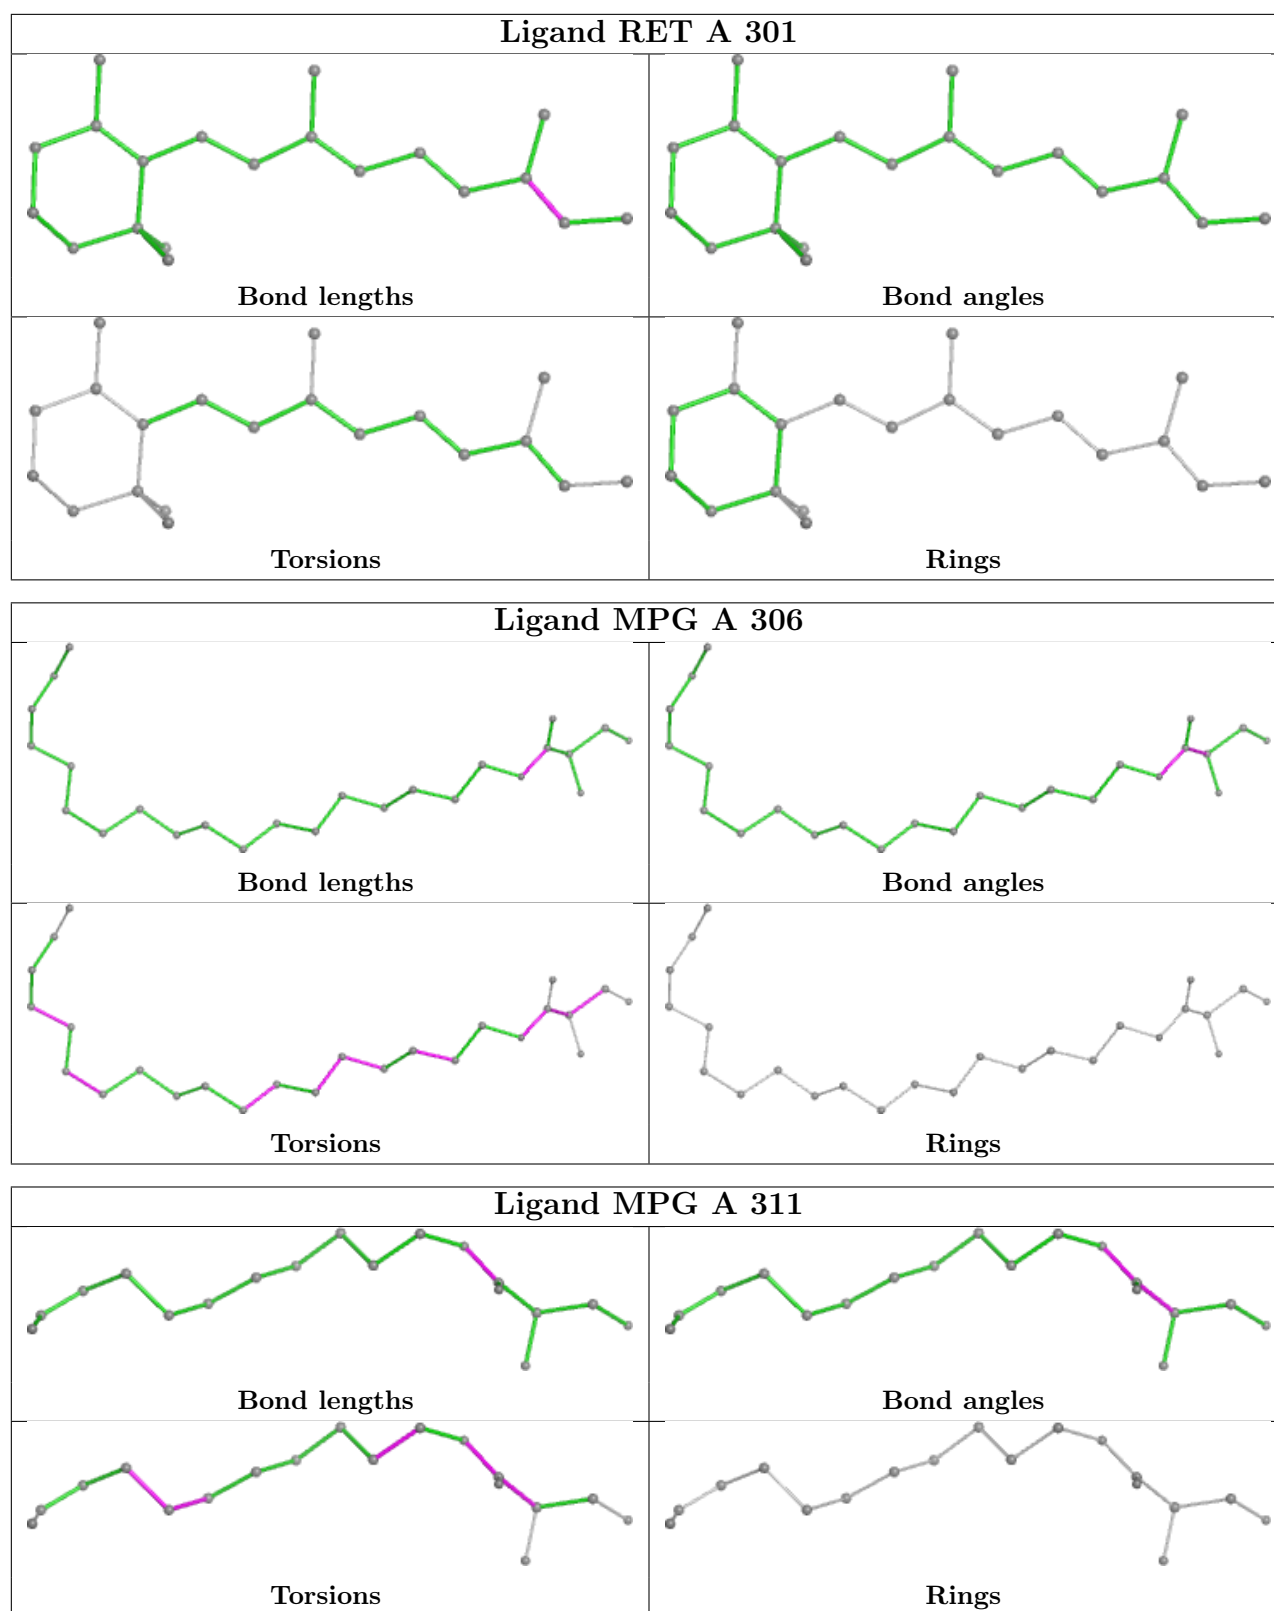 Ligand RET A 301
Bond lengths
Bond angles
Torsions
Rings
Ligand MPG A 306
Bond lengths
Bond angles
Torsions
Rings
Ligand MPG A 311
Bond lengths
Bond angles
Torsions
Rings